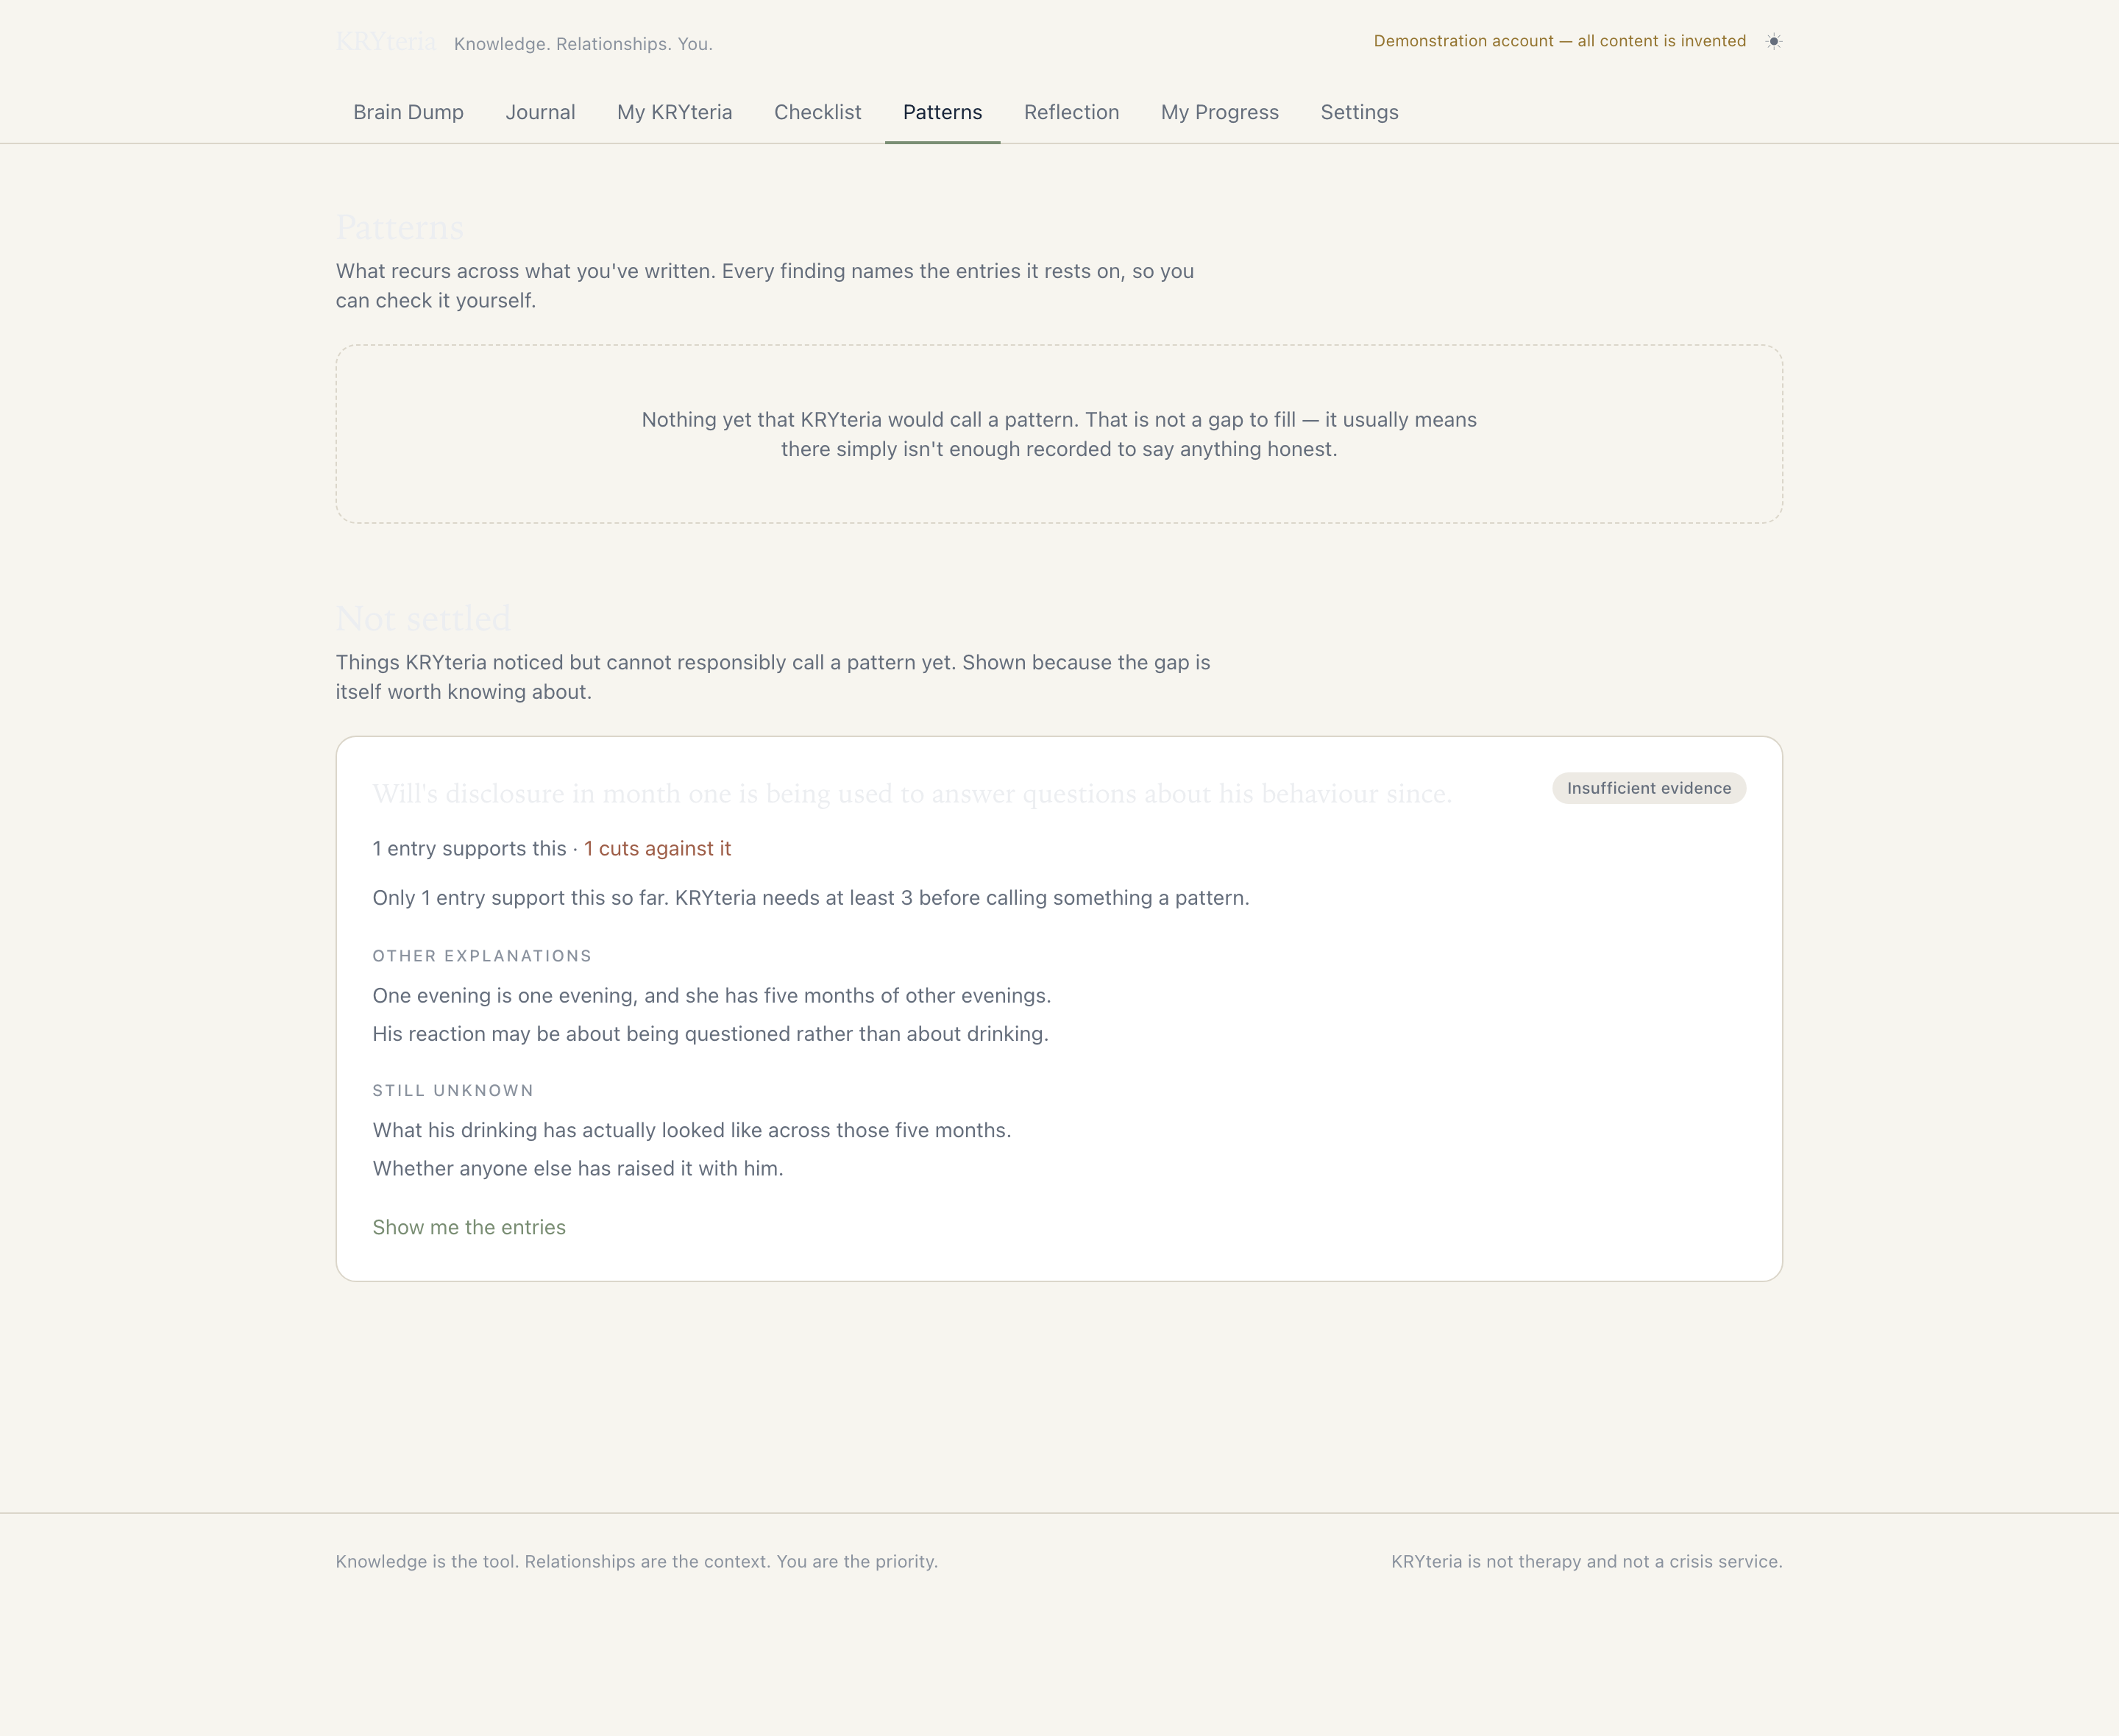 KRYteria Knowledge. Relationships. You. Demonstration account — all content is invented
Brain Dump Journal My KRYteria Checklist Patterns Reflection My Progress Settings
Patterns
What recurs across what you've written. Every finding names the entries it rests on, so you
can check it yourself.
Nothing yet that KRYteria would call a pattern. That is not a gap to fill — it usually means
there simply isn't enough recorded to say anything honest.
Not settled
Things KRYteria noticed but cannot responsibly call a pattern yet. Shown because the gap is
itself worth knowing about.
Will's disclosure in month one is being used to answer questions about his behaviour since. Insufficient evidence
1 entry supports this · 1 cuts against it
Only 1 entry support this so far. KRYteria needs at least 3 before calling something a pattern.
OTHER EXPLANATIONS
One evening is one evening, and she has five months of other evenings.
His reaction may be about being questioned rather than about drinking.
STILL UNKNOWN
What his drinking has actually looked like across those five months.
Whether anyone else has raised it with him.
Show me the entries
Knowledge is the tool. Relationships are the context. You are the priority. KRYteria is not therapy and not a crisis service.